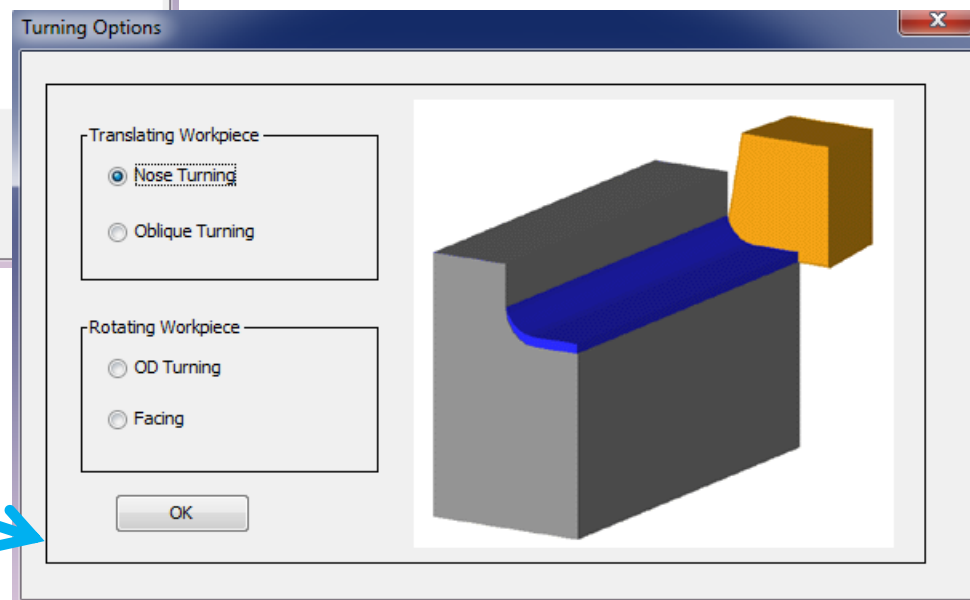 Turning Options
Translating Workpiece
Nose Turning
Oblique Turning
Rotating Workpiece
OD Turning
Facing
OK